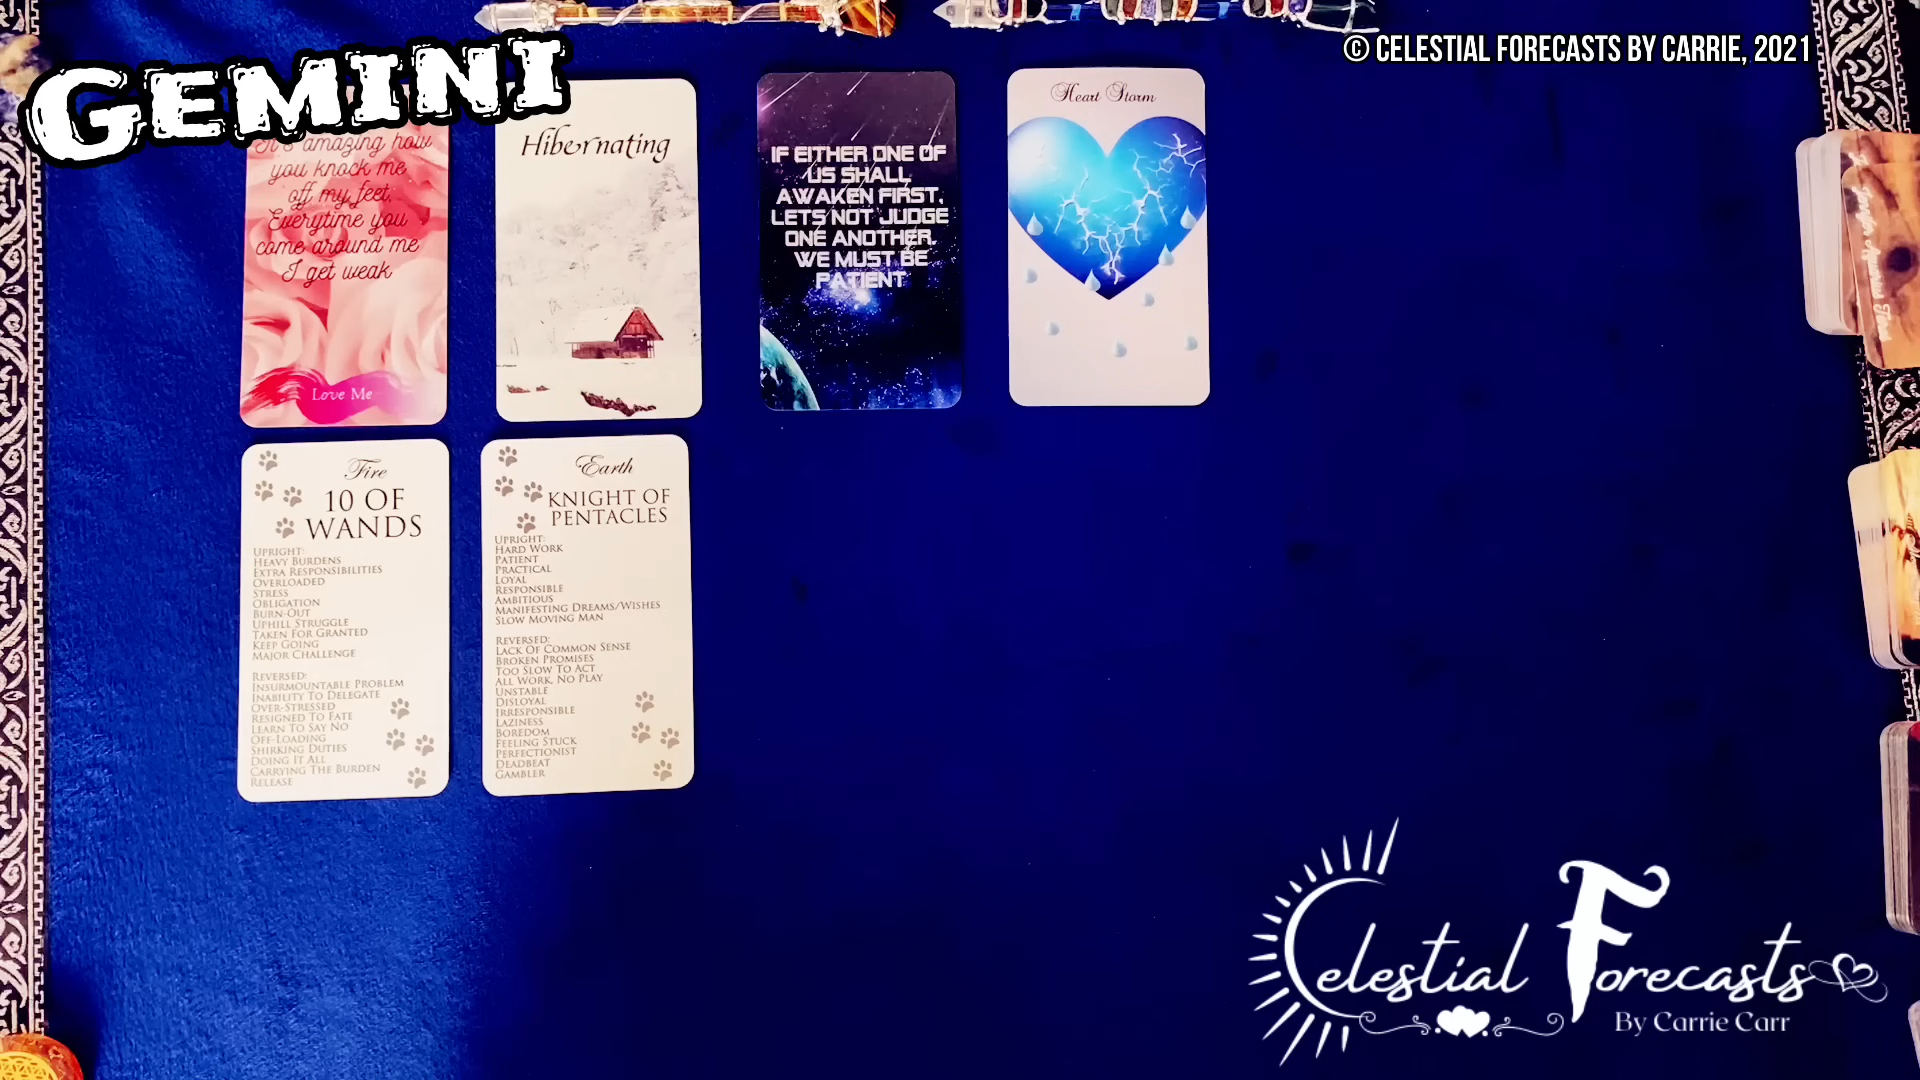 GEMINI
© CELESTIAL FORECASTS BY CARRIE, 2021
It's amazing how
you knock me
off my feet,
Everytime you
come around me
I get weak
Love Me
Hibernating
IF EITHER ONE OF
US SHALL
AWAKEN FIRST,
LETS NOT JUDGE
ONE ANOTHER.
WE MUST BE
PATIENT
Heart Storm
Fire
10 OF
WANDS
UPRIGHT:
HEAVY BURDENS
EXTRA RESPONSIBILITIES
OVERLOADED
STRESS
OBLIGATION
BURN-OUT
UPHILL STRUGGLE
TAKEN FOR GRANTED
KEEP GOING
MAJOR CHALLENGE
REVERSED:
INSURMOUNTABLE PROBLEM
INABILITY TO DELEGATE
OVER-STRESSED
RESIGNED TO FATE
LEARN TO SAY NO
OFF-LOADING
SHIRKING DUTIES
DOING IT ALL
CARRYING THE BURDEN
RELEASE
Earth
KNIGHT OF
PENTACLES
UPRIGHT:
HARD WORK
PATIENT
PRACTICAL
LOYAL
RESPONSIBLE
AMBITIOUS
MANIFESTING DREAMS/WISHES
SLOW MOVING MAN
REVERSED:
LACK OF COMMON SENSE
BROKEN PROMISES
TOO SLOW TO ACT
ALL WORK, NO PLAY
UNSTABLE
DISLOYAL
IRRESPONSIBLE
LAZINESS
BOREDOM
FEELING STUCK
PERFECTIONIST
DEADBEAT
GAMBLER
Celestial Forecasts
By Carrie Carr